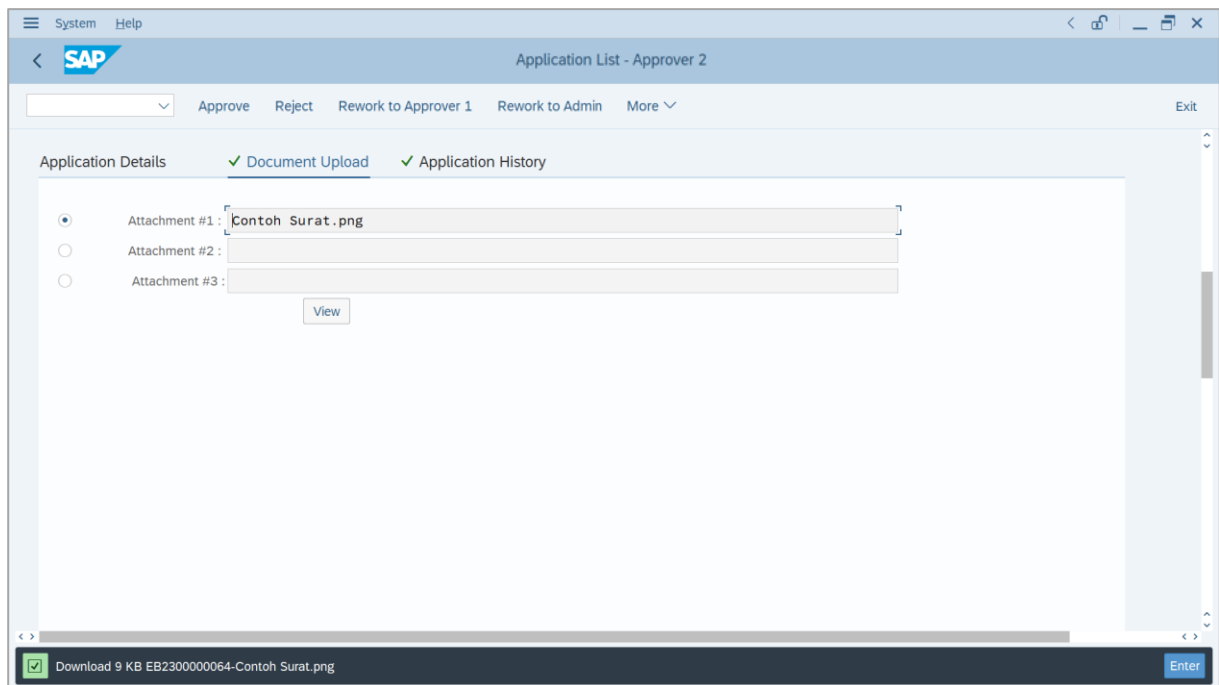 System Help
SAP Application List - Approver 2
Approve Reject Rework to Approver 1 Rework to Admin More Exit
Application Details Document Upload Application History
Attachment #1 : Contoh Surat.png
Attachment #2 :
Attachment #3 :
View
Download 9 KB EB2300000064-Contoh Surat.png Enter